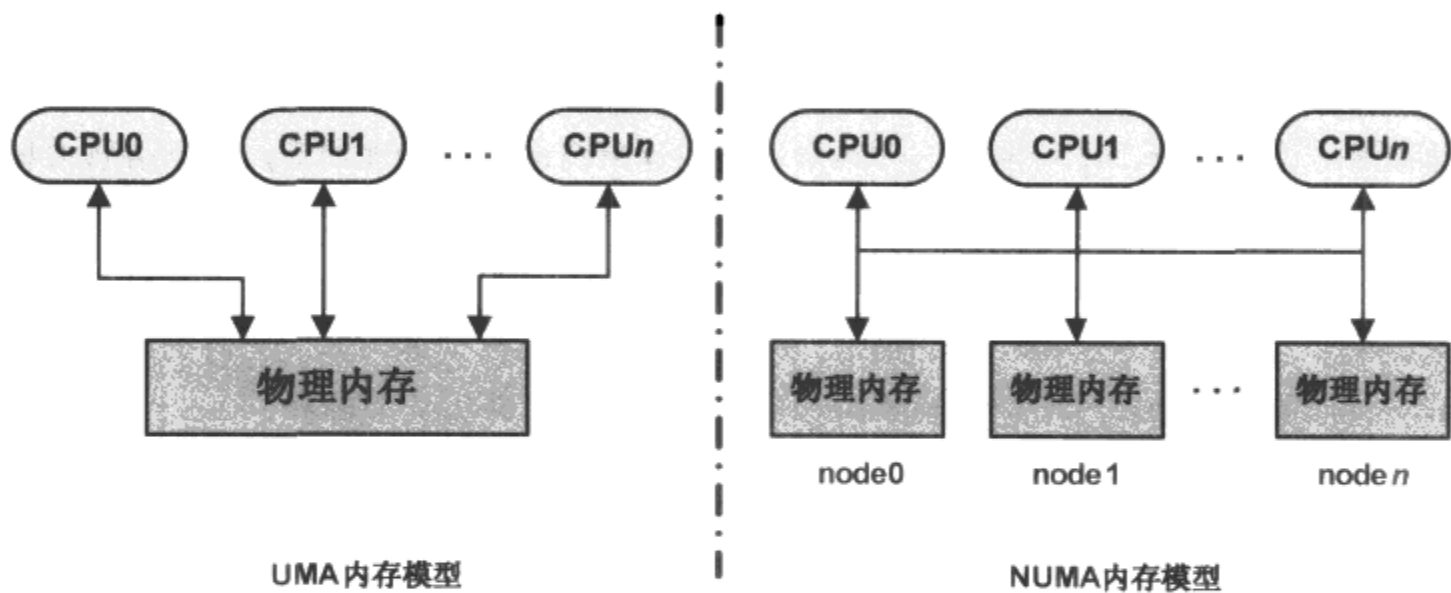 CPU0
CPU1
...
CPUn
物理内存
UMA内存模型
CPU0
CPU1
...
CPUn
物理内存
物理内存
...
物理内存
node0
node1
node n
NUMA内存模型